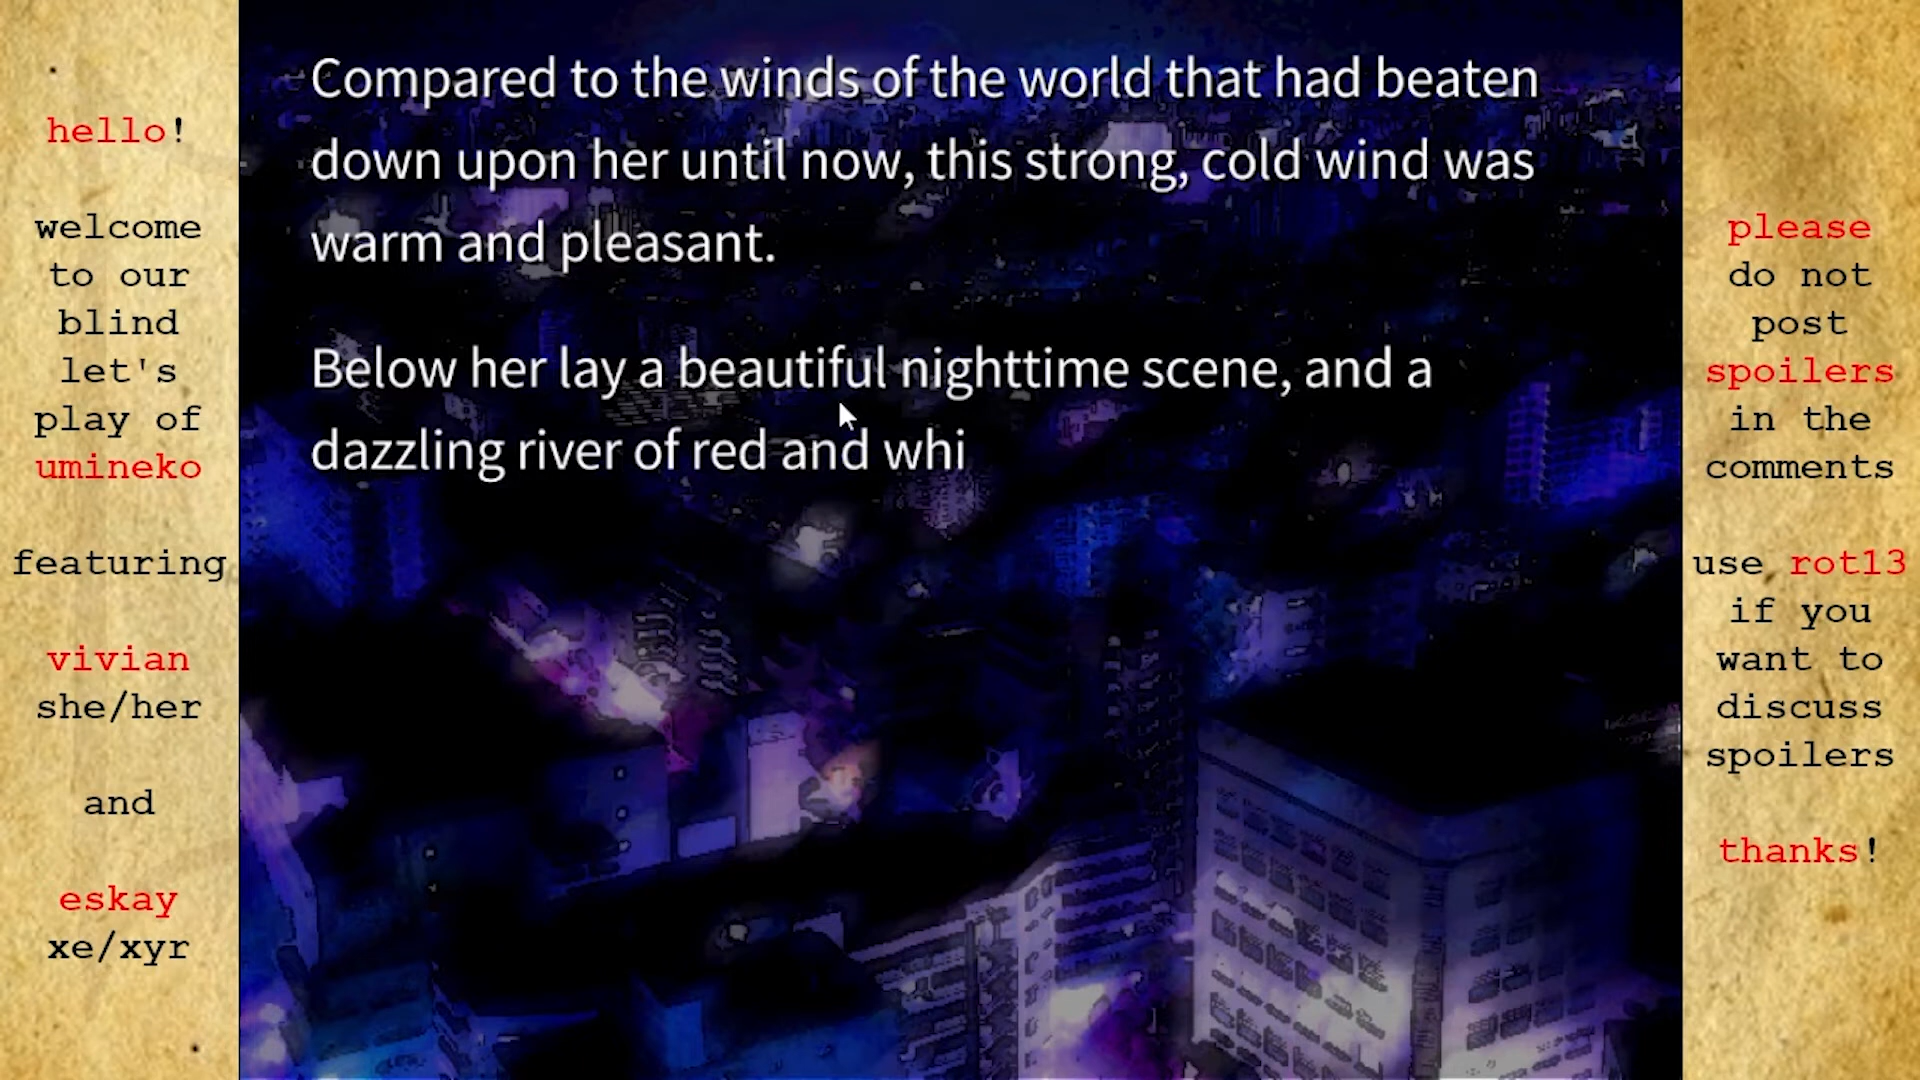 hello!
welcome
to our
blind
let's
play of
umineko
featuring
vivian
she/her
and
eskay
xe/xyr
Compared to the winds of the world that had beaten
down upon her until now, this strong, cold wind was
warm and pleasant.
Below her lay a beautiful nighttime scene, and a
dazzling river of red and whi
please
do not
post
spoilers
in the
comments
use rot13
if you
want to
discuss
spoilers
thanks!